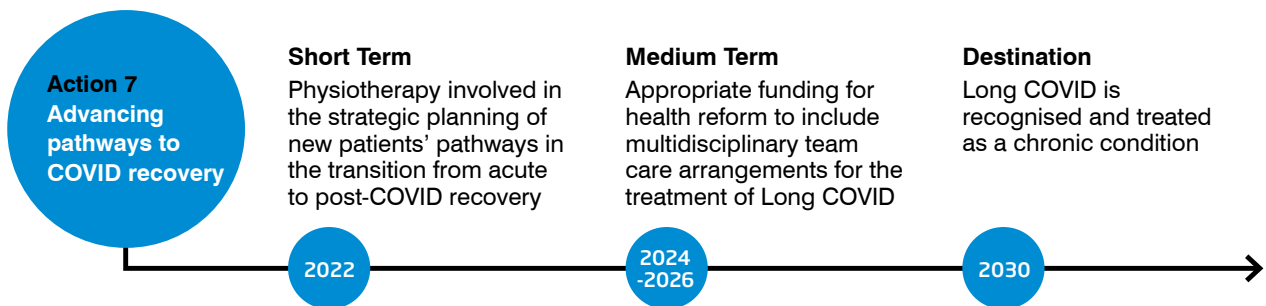 Action 7
Advancing
pathways to
COVID recovery
Short Term
Physiotherapy involved in
the strategic planning of
new patients’ pathways in
the transition from acute
to post-COVID recovery
Medium Term
Appropriate funding for
health reform to include
multidisciplinary team
care arrangements for the
treatment of Long COVID
Destination
Long COVID is
recognised and treated
as a chronic condition
2022
2024
-2026
2030